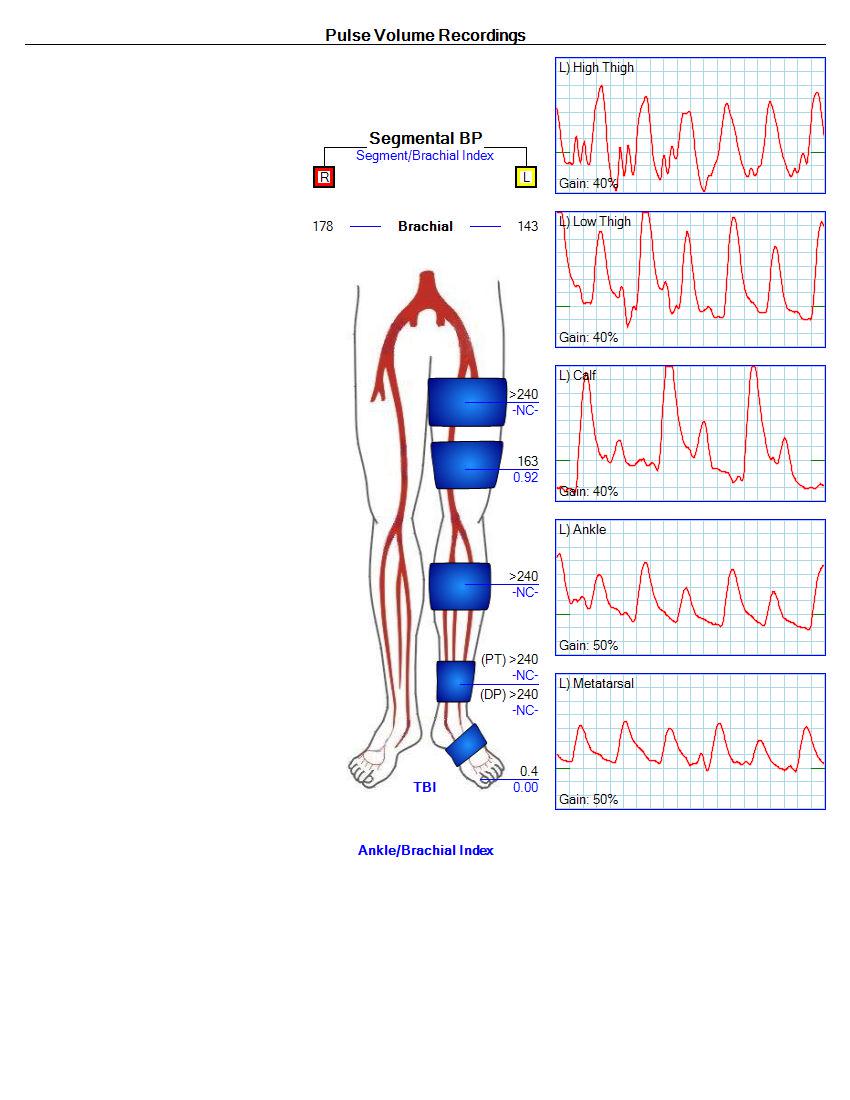 Pulse Volume Recordings
Segmental BP
Segment/Brachial Index
R
L
178
Brachial
143
>240
-NC-
163
0.92
>240
-NC-
(PT) >240
-NC-
(DP) >240
-NC-
0.4
TBI
0.00
Ankle/Brachial Index
L) High Thigh
Gain: 40%
L) Low Thigh
Gain: 40%
L) Calf
Gain: 40%
L) Ankle
Gain: 50%
L) Metatarsal
Gain: 50%